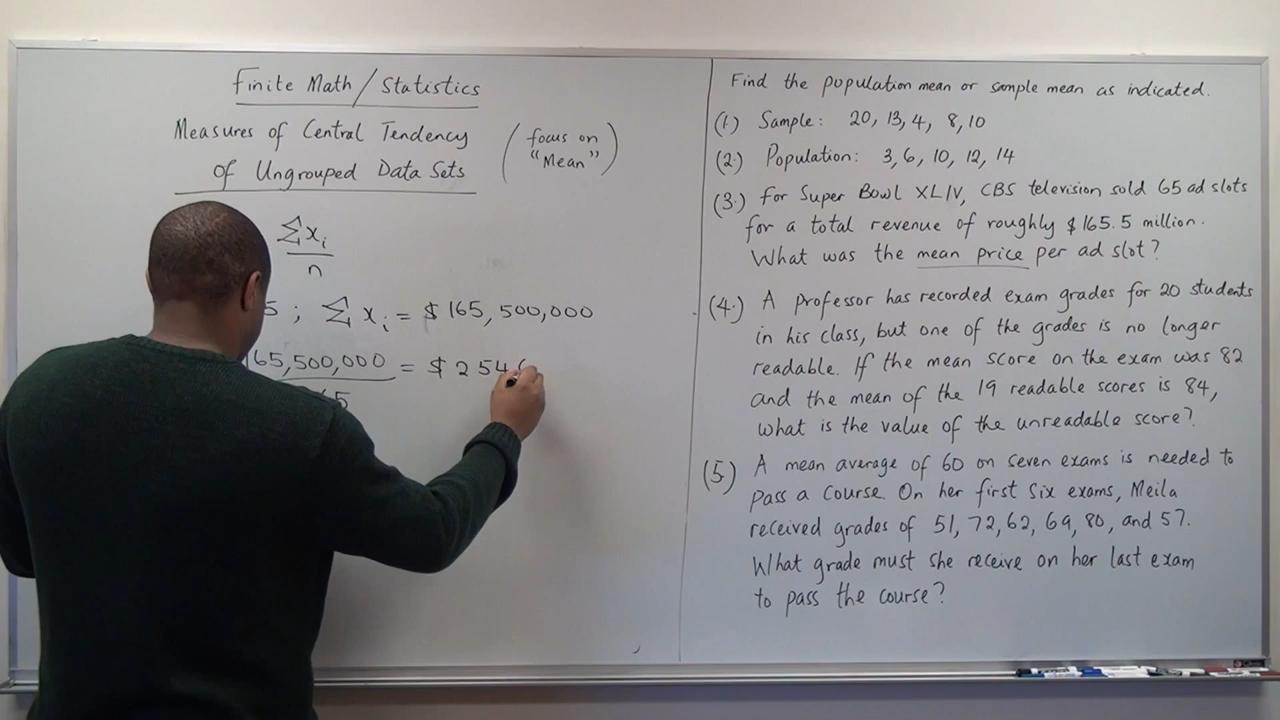 Finite Math / Statistics
Measures of Central Tendency
of Ungrouped Data Sets
(focus on
"Mean")
∑xᵢ
n
5 ; ∑xᵢ = $165,500,000
165,500,000 = $254
5
Find the population mean or sample mean as indicated.
(1) Sample: 20, 13, 4, 8, 10
(2.) Population: 3, 6, 10, 12, 14
(3.) For Super Bowl XLIV, CBS television sold 65 ad slots
for a total revenue of roughly $165.5 million.
What was the mean price per ad slot?
(4.) A professor has recorded exam grades for 20 students
in his class, but one of the grades is no longer
readable. If the mean score on the exam was 82
and the mean of the 19 readable scores is 84,
what is the value of the unreadable score?
(5) A mean average of 60 on seven exams is needed to
pass a course. On her first six exams, Meila
received grades of 51, 72, 62, 69, 80, and 57.
What grade must she receive on her last exam
to pass the course?